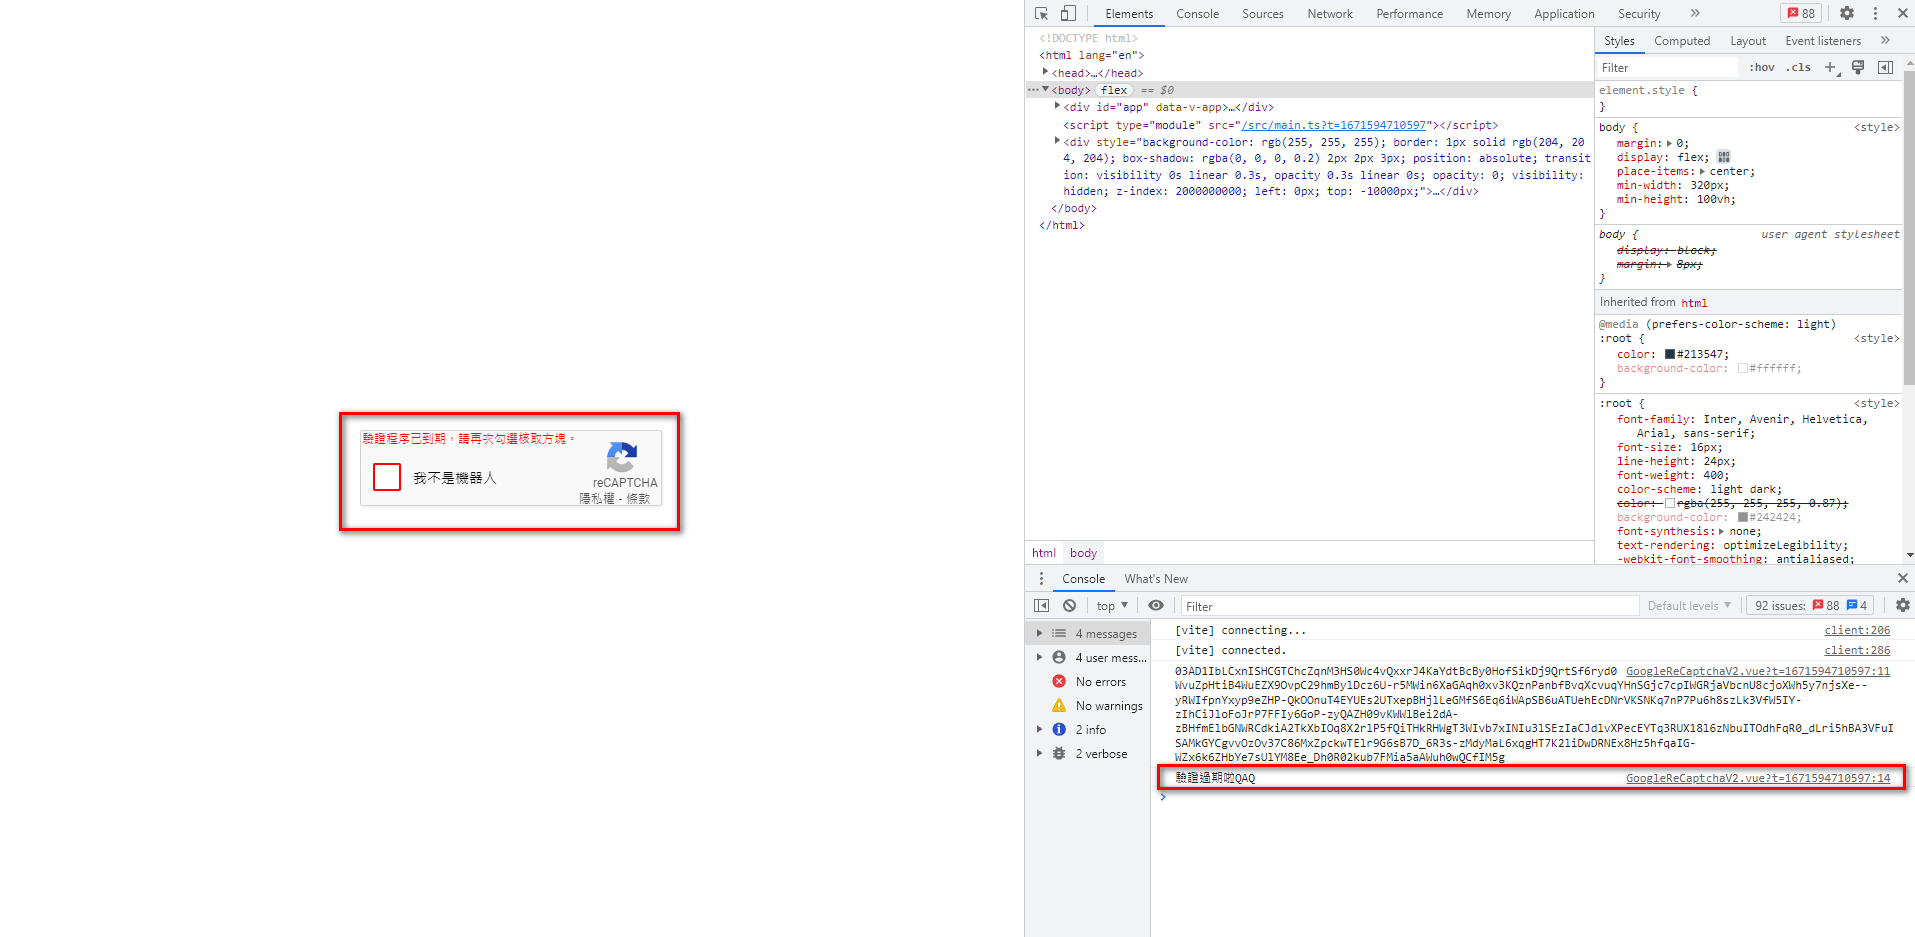 驗證程序已到期，請再次勾選核取方塊。
我不是機器人
reCAPTCHA
隱私權 - 條款
Elements Console Sources Network Performance Memory Application Security » 88
<!DOCTYPE html>
<html lang="en">
<head>…</head>
<body> flex == $0
<div id="app" data-v-app>…</div>
<script type="module" src="/src/main.ts?t=1671594710597"></script>
<div style="background-color: rgb(255, 255, 255); border: 1px solid rgb(204, 20
4, 204); box-shadow: rgba(0, 0, 0, 0.2) 2px 2px 3px; position: absolute; transit
ion: visibility 0s linear 0.3s, opacity 0.3s linear 0s; opacity: 0; visibility:
hidden; z-index: 2000000000; left: 0px; top: -10000px;">…</div>
</body>
</html>
html body
Styles Computed Layout Event listeners »
Filter :hov .cls +
element.style {
}
body { <style>
margin: 0;
display: flex;
place-items: center;
min-width: 320px;
min-height: 100vh;
}
body { user agent stylesheet
display: block;
margin: 8px;
}
Inherited from html
@media (prefers-color-scheme: light)
:root { <style>
color: #213547;
background-color: #ffffff;
}
:root { <style>
font-family: Inter, Avenir, Helvetica,
Arial, sans-serif;
font-size: 16px;
line-height: 24px;
font-weight: 400;
color-scheme: light dark;
color: rgba(255, 255, 255, 0.87);
background-color: #242424;
font-synthesis: none;
text-rendering: optimizeLegibility;
-webkit-font-smoothing: antialiased;
Console What's New
top Filter Default levels 92 issues: 88 4
4 messages
4 user mess...
No errors
No warnings
2 info
2 verbose
[vite] connecting... client:206
[vite] connected. client:286
03AD1IbLCxnISHCGTChcZqnM3HS0Wc4vQxxrJ4KaYdtBcBy0HofSikDj9QrtSf6ryd0 GoogleReCaptchaV2.vue?t=1671594710597:11
WvuZpHtiB4WuEZX9OvpC29hmBylDcz6U-r5MWin6XaGAqh0xv3KQznPanbfBvqXcvuqYHnSGjc7cpIWGRjaVbcnU8cjoXWh5y7njsXe--
yRWIfpnYxyp9eZHP-QkOOnuT4EYUEs2UTxepBHjlLeGMfS6Eq6iWApSB6uATUehEcDNrVKSNKq7nP7Pu6h8szLk3VfW5IY-
zIhCiJloFoJrP7FFIy6GoP-zyQAZH09vKWWlBei2dA-
zBHfmElbGNWRCdkiA2TkXbIOq8X2rlP5fQiTHkRHWgT3WIvb7xINIu3lSEzIaCJdlvXPecEYTq3RUX18l6zNbuITOdhFqR0_dLri5hBA3VFuI
SAMkGYCgvvOzOv37C86MxZpckwTElr9G6sB7D_6R3s-zMdyMaL6xqgHT7K2liDwDRNEx8Hz5hfqaIG-
WZx6k6ZHbYe7sUlYM8Ee_Dh0R02kub7FMia5aAWuh0wQCfIM5g
驗證過期啦QAQ GoogleReCaptchaV2.vue?t=1671594710597:14
>